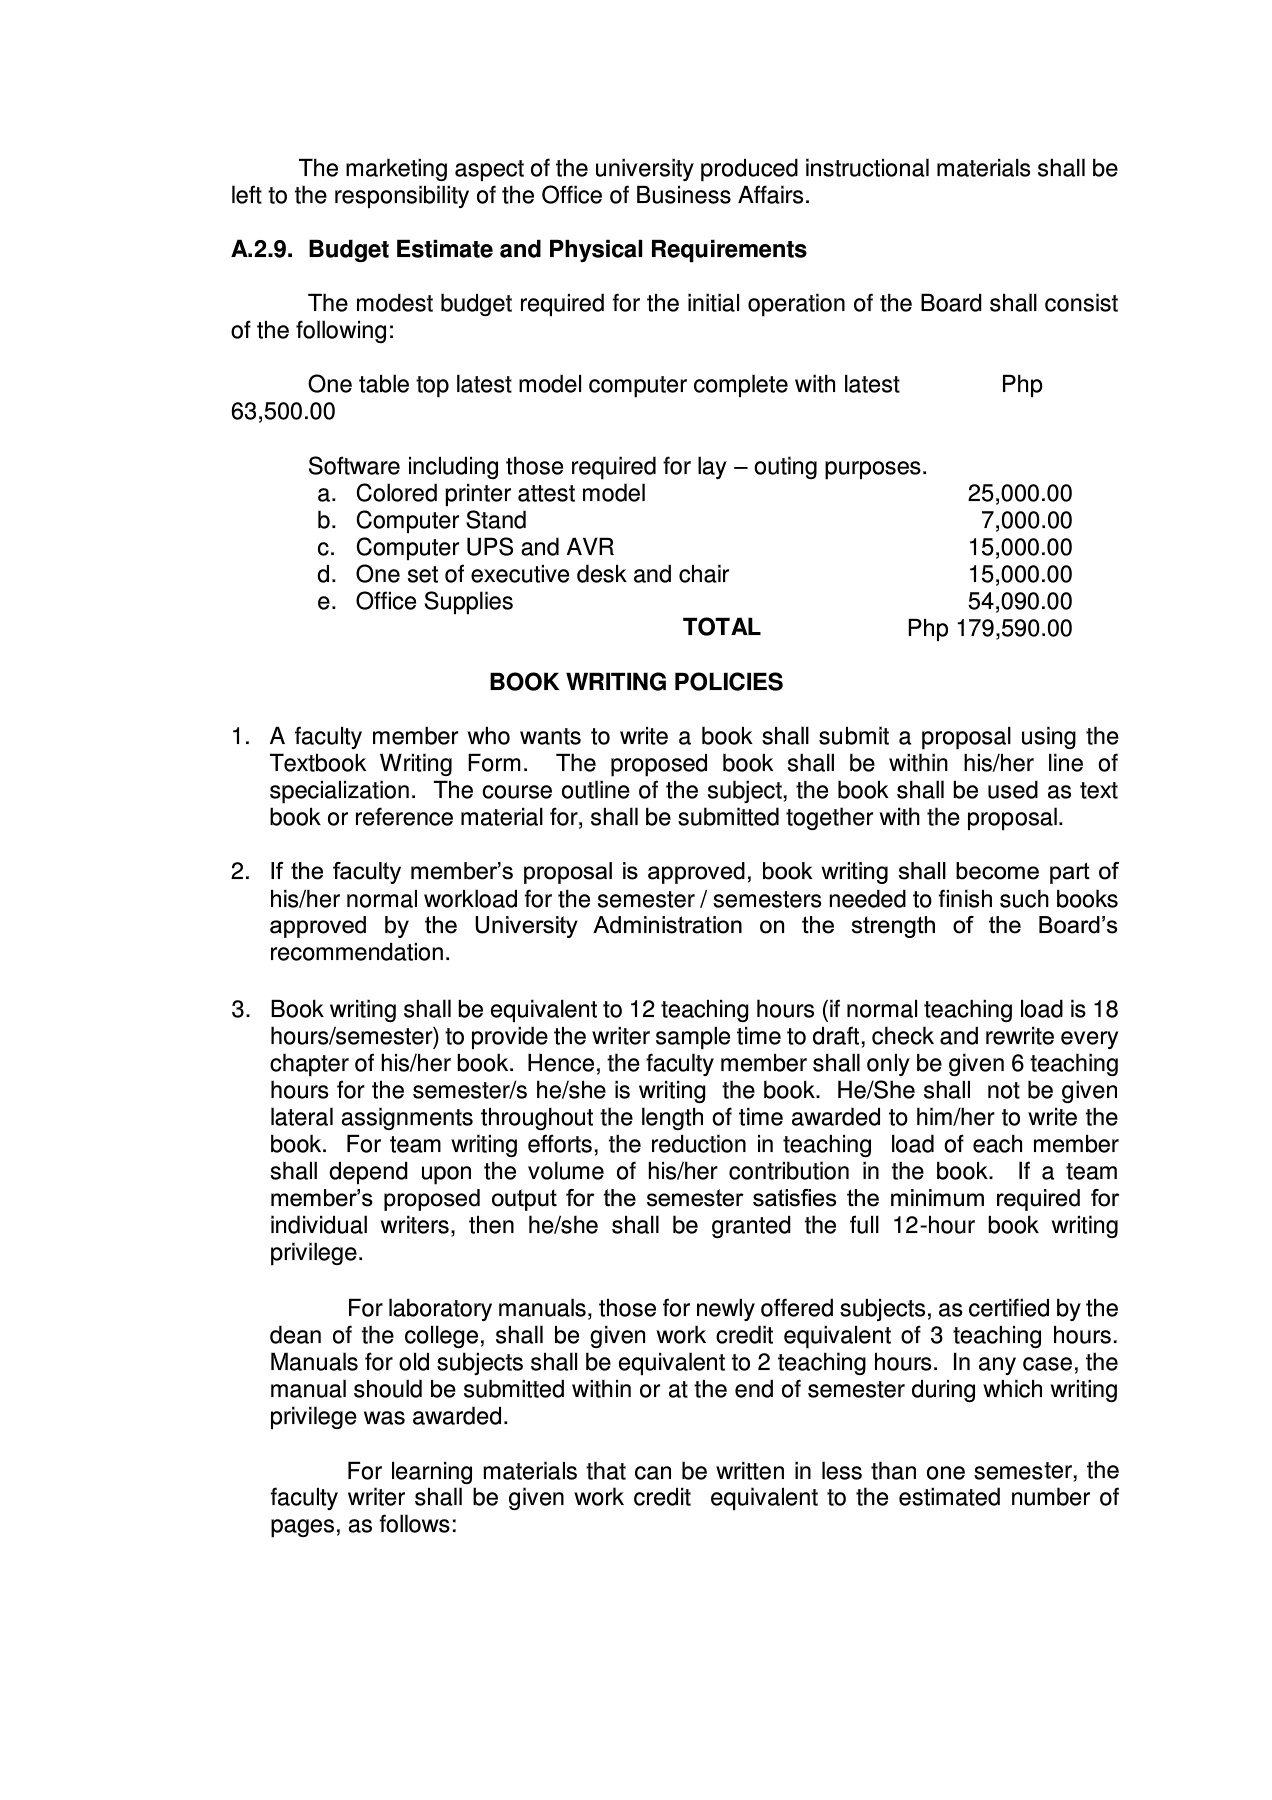 The marketing aspect of the university produced instructional materials shall be
left to the responsibility of the Office of Business Affairs.
A.2.9. Budget Estimate and Physical Requirements
The modest budget required for the initial operation of the Board shall consist
of the following:
One table top latest model computer complete with latest Php
63,500.00
Software including those required for lay – outing purposes.
a. Colored printer attest model 25,000.00
b. Computer Stand 7,000.00
c. Computer UPS and AVR 15,000.00
d. One set of executive desk and chair 15,000.00
e. Office Supplies 54,090.00
TOTAL Php 179,590.00
BOOK WRITING POLICIES
1. A faculty member who wants to write a book shall submit a proposal using the
Textbook Writing Form. The proposed book shall be within his/her line of
specialization. The course outline of the subject, the book shall be used as text
book or reference material for, shall be submitted together with the proposal.
2. If the faculty member's proposal is approved, book writing shall become part of
his/her normal workload for the semester / semesters needed to finish such books
approved by the University Administration on the strength of the Board's
recommendation.
3. Book writing shall be equivalent to 12 teaching hours (if normal teaching load is 18
hours/semester) to provide the writer sample time to draft, check and rewrite every
chapter of his/her book. Hence, the faculty member shall only be given 6 teaching
hours for the semester/s he/she is writing the book. He/She shall not be given
lateral assignments throughout the length of time awarded to him/her to write the
book. For team writing efforts, the reduction in teaching load of each member
shall depend upon the volume of his/her contribution in the book. If a team
member's proposed output for the semester satisfies the minimum required for
individual writers, then he/she shall be granted the full 12-hour book writing
privilege.
For laboratory manuals, those for newly offered subjects, as certified by the
dean of the college, shall be given work credit equivalent of 3 teaching hours.
Manuals for old subjects shall be equivalent to 2 teaching hours. In any case, the
manual should be submitted within or at the end of semester during which writing
privilege was awarded.
For learning materials that can be written in less than one semester, the
faculty writer shall be given work credit equivalent to the estimated number of
pages, as follows: